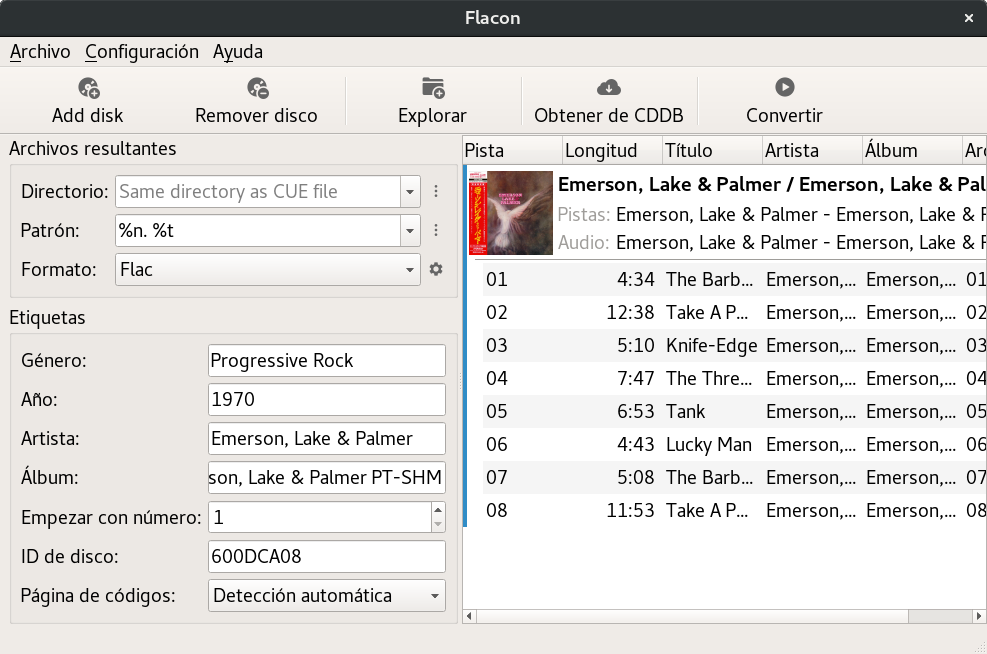 Flacon
Archivo Configuración Ayuda
Add disk Remover disco Explorar Obtener de CDDB Convertir
Archivos resultantes
Directorio: Same directory as CUE file
Patrón: %n. %t
Formato: Flac
Etiquetas
Género: Progressive Rock
Año: 1970
Artista: Emerson, Lake & Palmer
Álbum: son, Lake & Palmer PT-SHM
Empezar con número: 1
ID de disco: 600DCA08
Página de códigos: Detección automática
Pista Longitud Título Artista Álbum Arc
Emerson, Lake & Palmer / Emerson, Lake & Pal
Pistas: Emerson, Lake & Palmer - Emerson, Lake & P
Audio: Emerson, Lake & Palmer - Emerson, Lake & P
01 4:34 The Barb... Emerson,... Emerson,... 01
02 12:38 Take A P... Emerson,... Emerson,... 02
03 5:10 Knife-Edge Emerson,... Emerson,... 03
04 7:47 The Thre... Emerson,... Emerson,... 04
05 6:53 Tank Emerson,... Emerson,... 05
06 4:43 Lucky Man Emerson,... Emerson,... 06
07 5:08 The Barb... Emerson,... Emerson,... 07
08 11:53 Take A P... Emerson,... Emerson,... 08